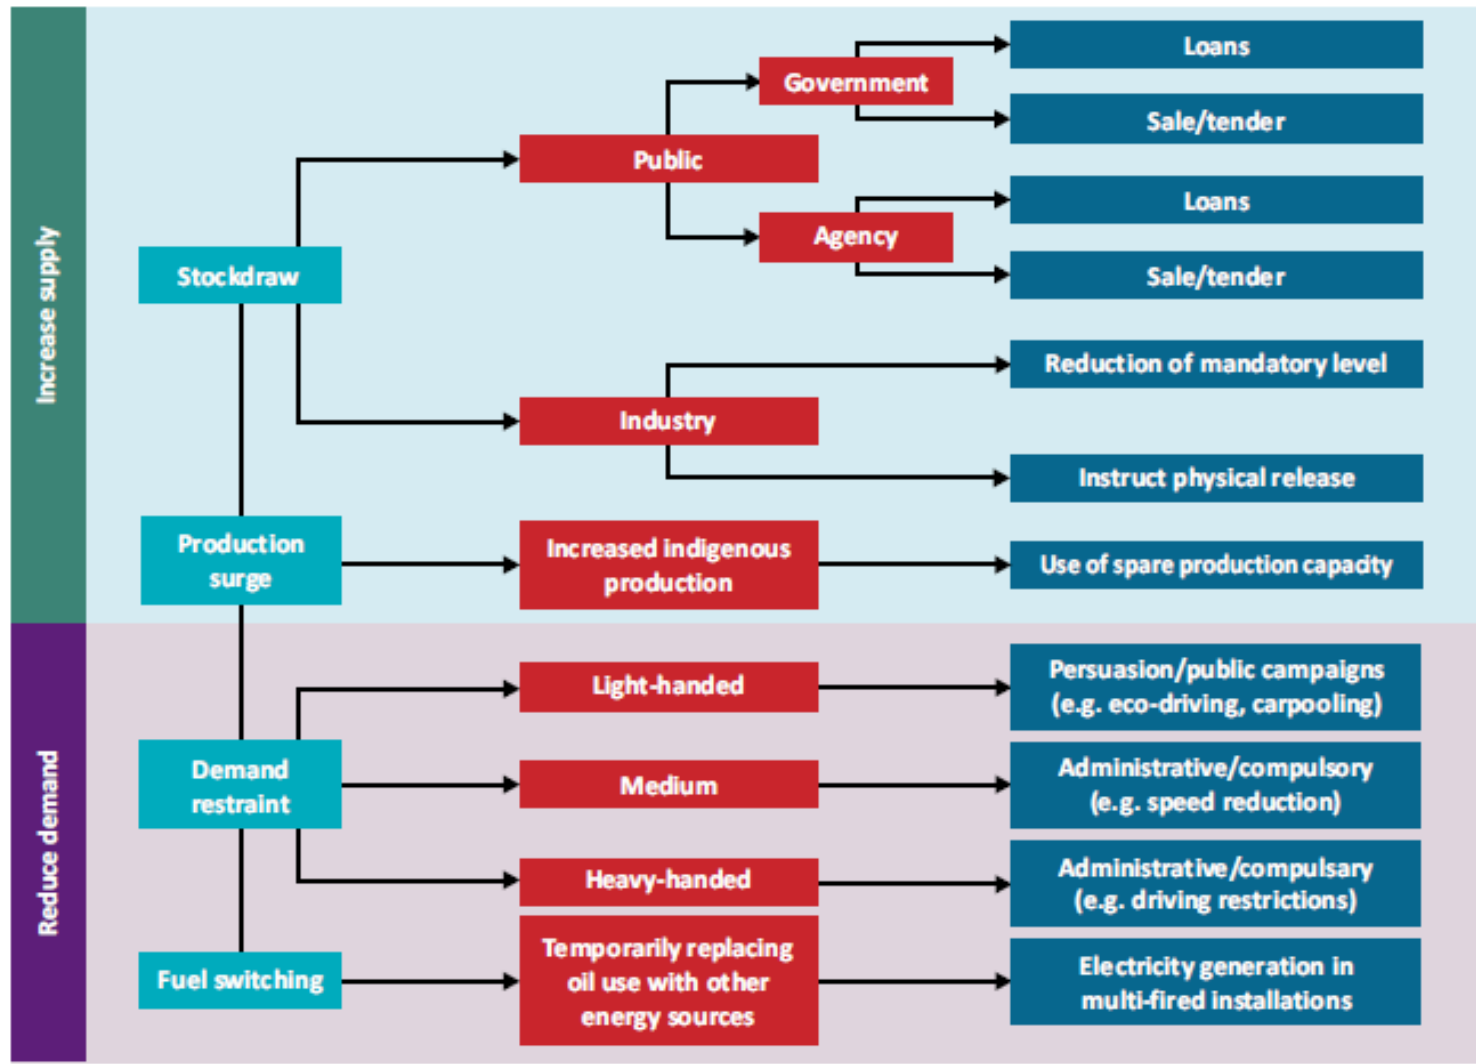 Increase supply
Stockdraw
Public
Government
Loans
Sale/tender
Agency
Loans
Sale/tender
Industry
Reduction of mandatory level
Instruct physical release
Production
surge
Increased indigenous
production
Use of spare production capacity
Reduce demand
Demand
restraint
Light-handed
Persuasion/public campaigns
(e.g. eco-driving, carpooling)
Medium
Administrative/compulsory
(e.g. speed reduction)
Heavy-handed
Administrative/compulsary
(e.g. driving restrictions)
Fuel switching
Temporarily replacing
oil use with other
energy sources
Electricity generation in
multi-fired installations